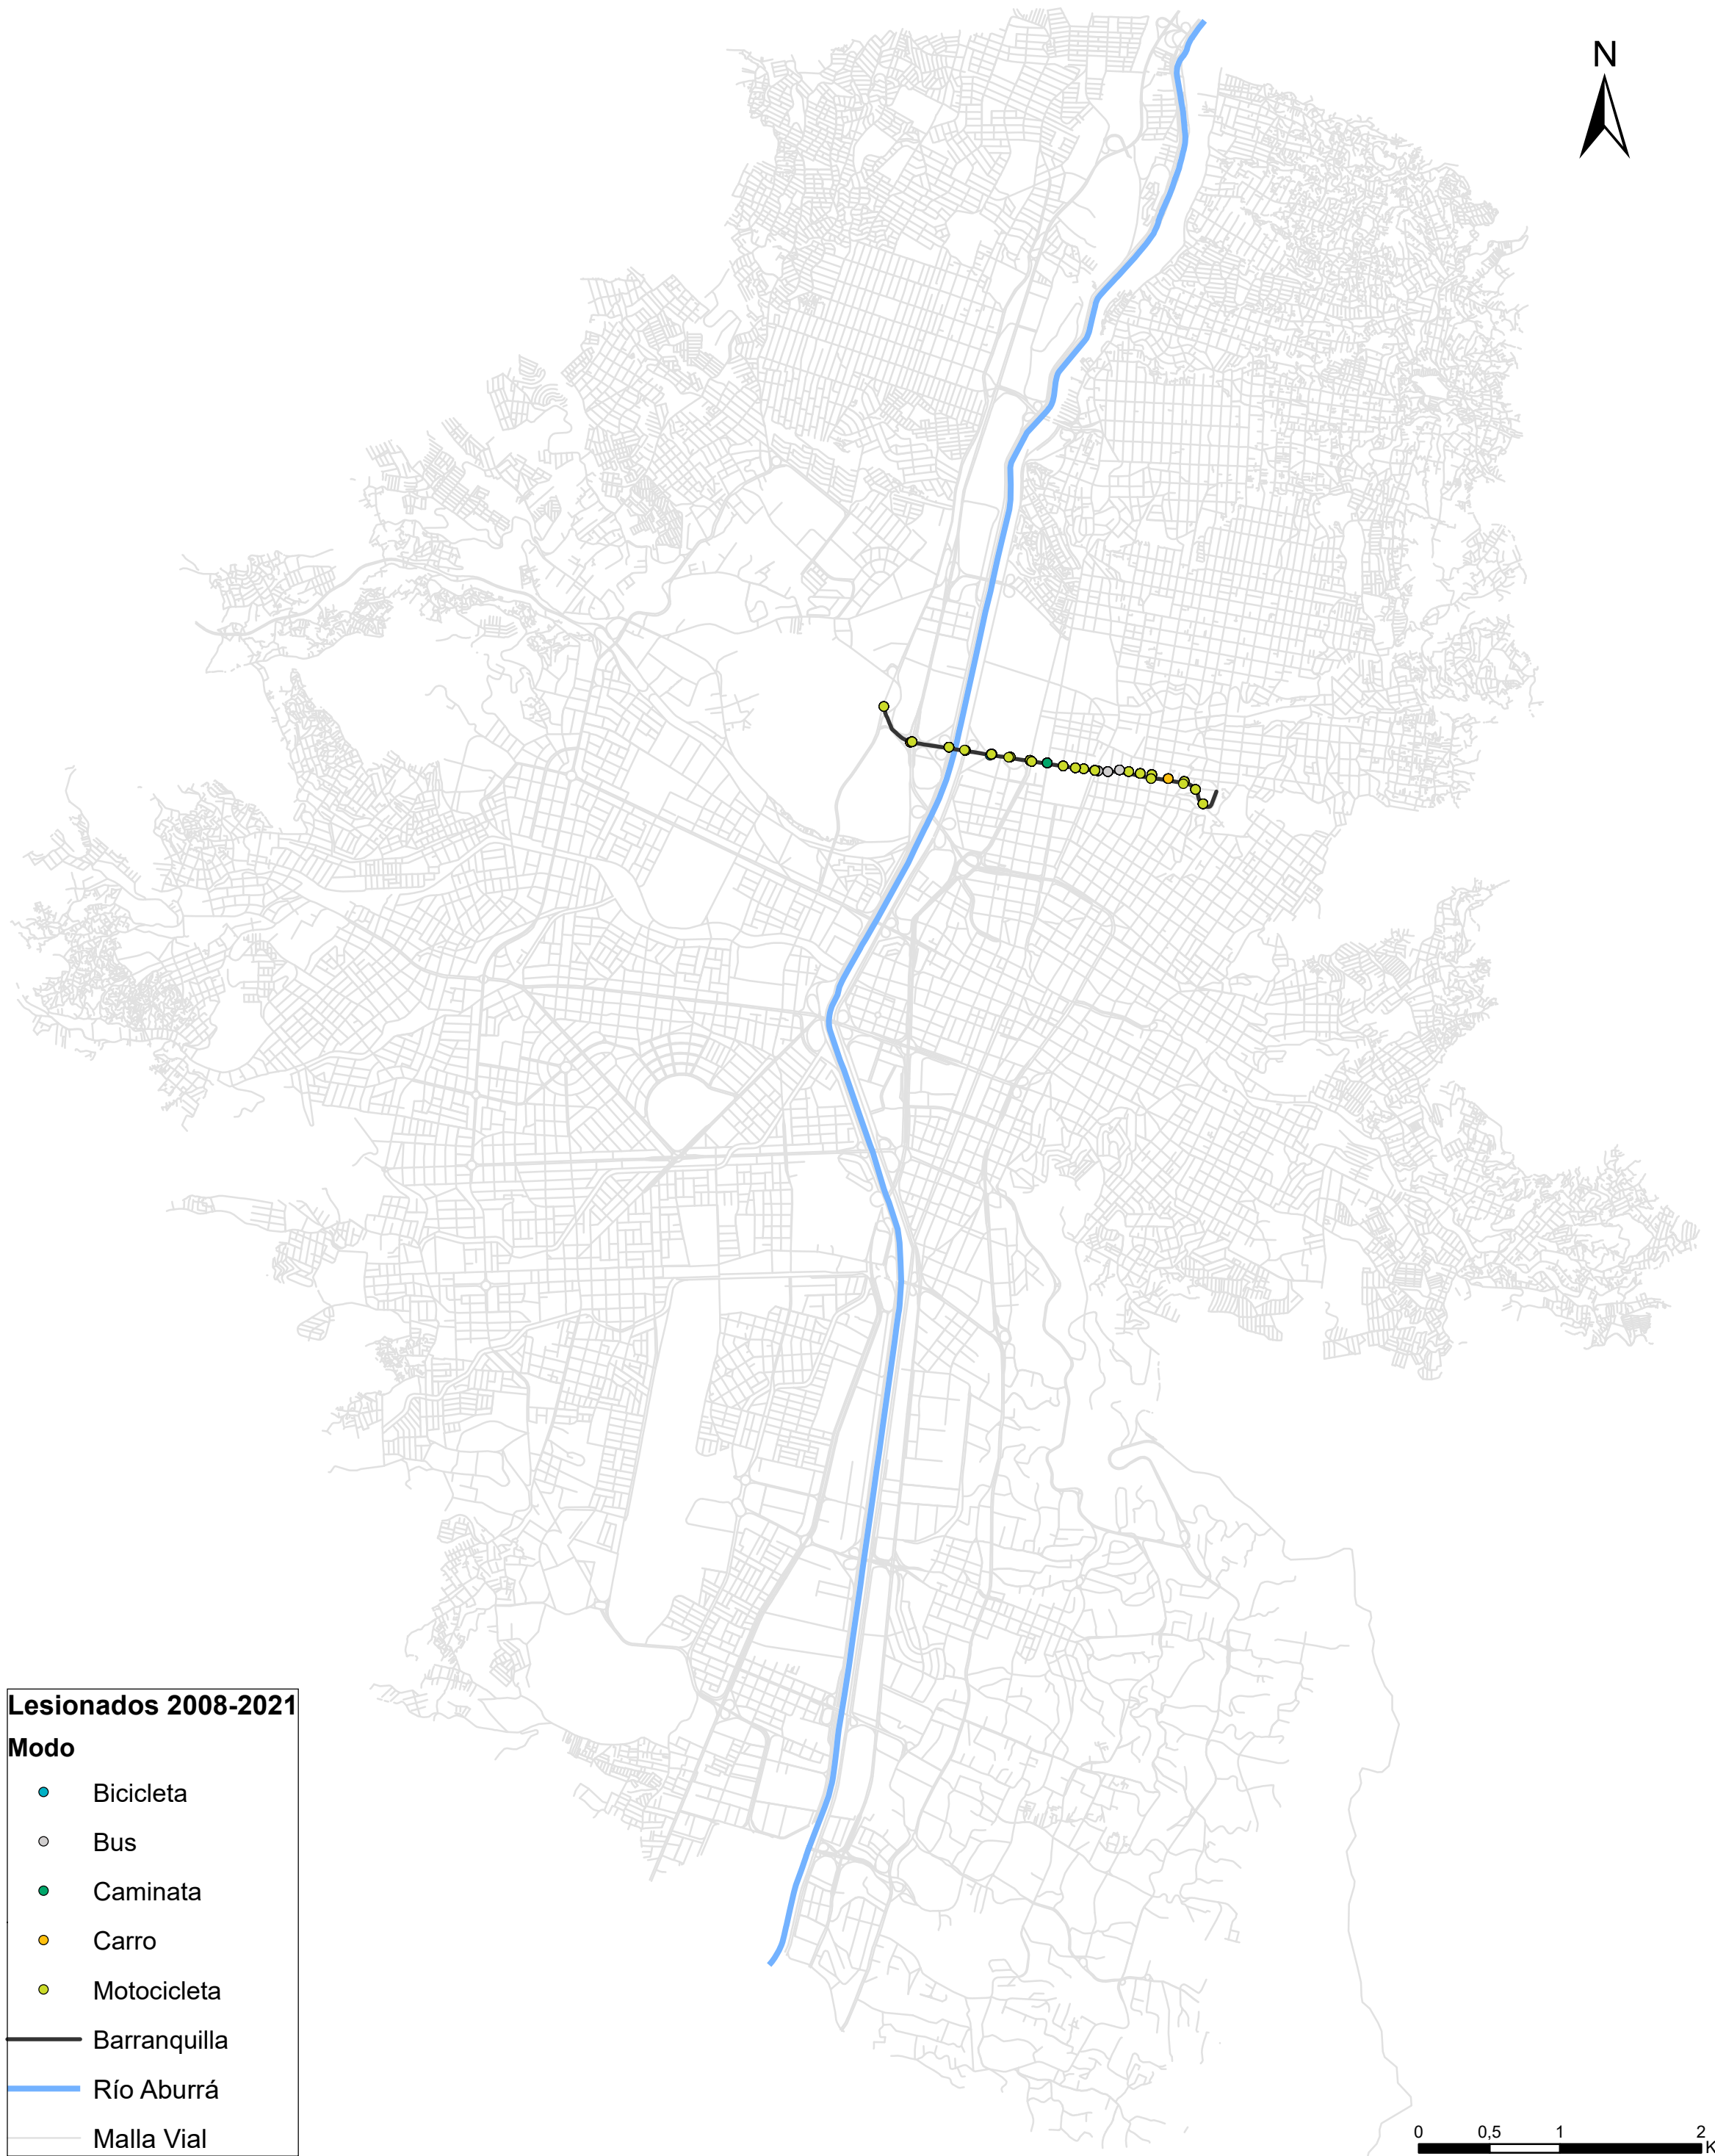 N
Lesionados 2008-2021
Modo
Bicicleta
Bus
Caminata
Carro
Motocicleta
Barranquilla
Río Aburrá
Malla Vial
0 0,5 1 2
K